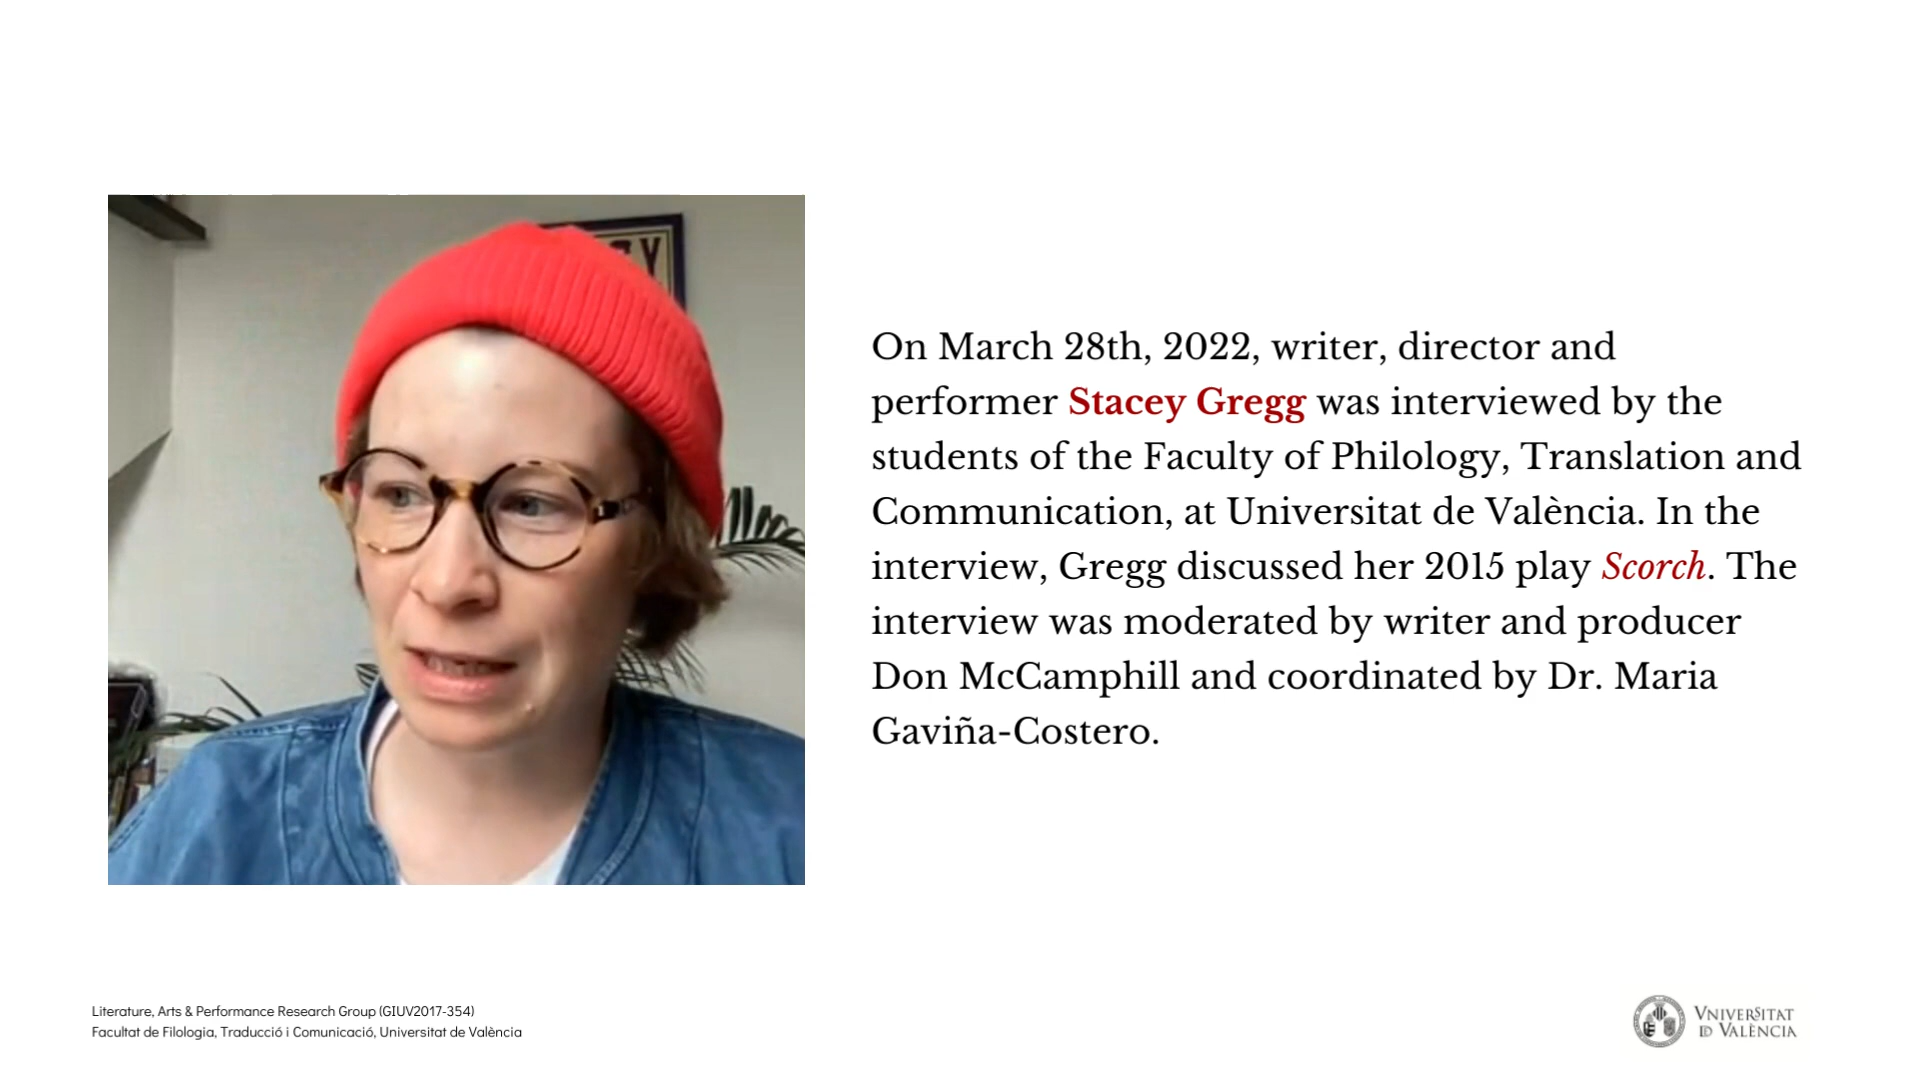 On March 28th, 2022, writer, director and
performer Stacey Gregg was interviewed by the
students of the Faculty of Philology, Translation and
Communication, at Universitat de València. In the
interview, Gregg discussed her 2015 play Scorch. The
interview was moderated by writer and producer
Don McCamphill and coordinated by Dr. Maria
Gaviña-Costero.
Literature, Arts & Performance Research Group (GIUV2017-354)
Facultat de Filologia, Traducció i Comunicació, Universitat de València
VNIVERSITAT
ID VALÈNCIA